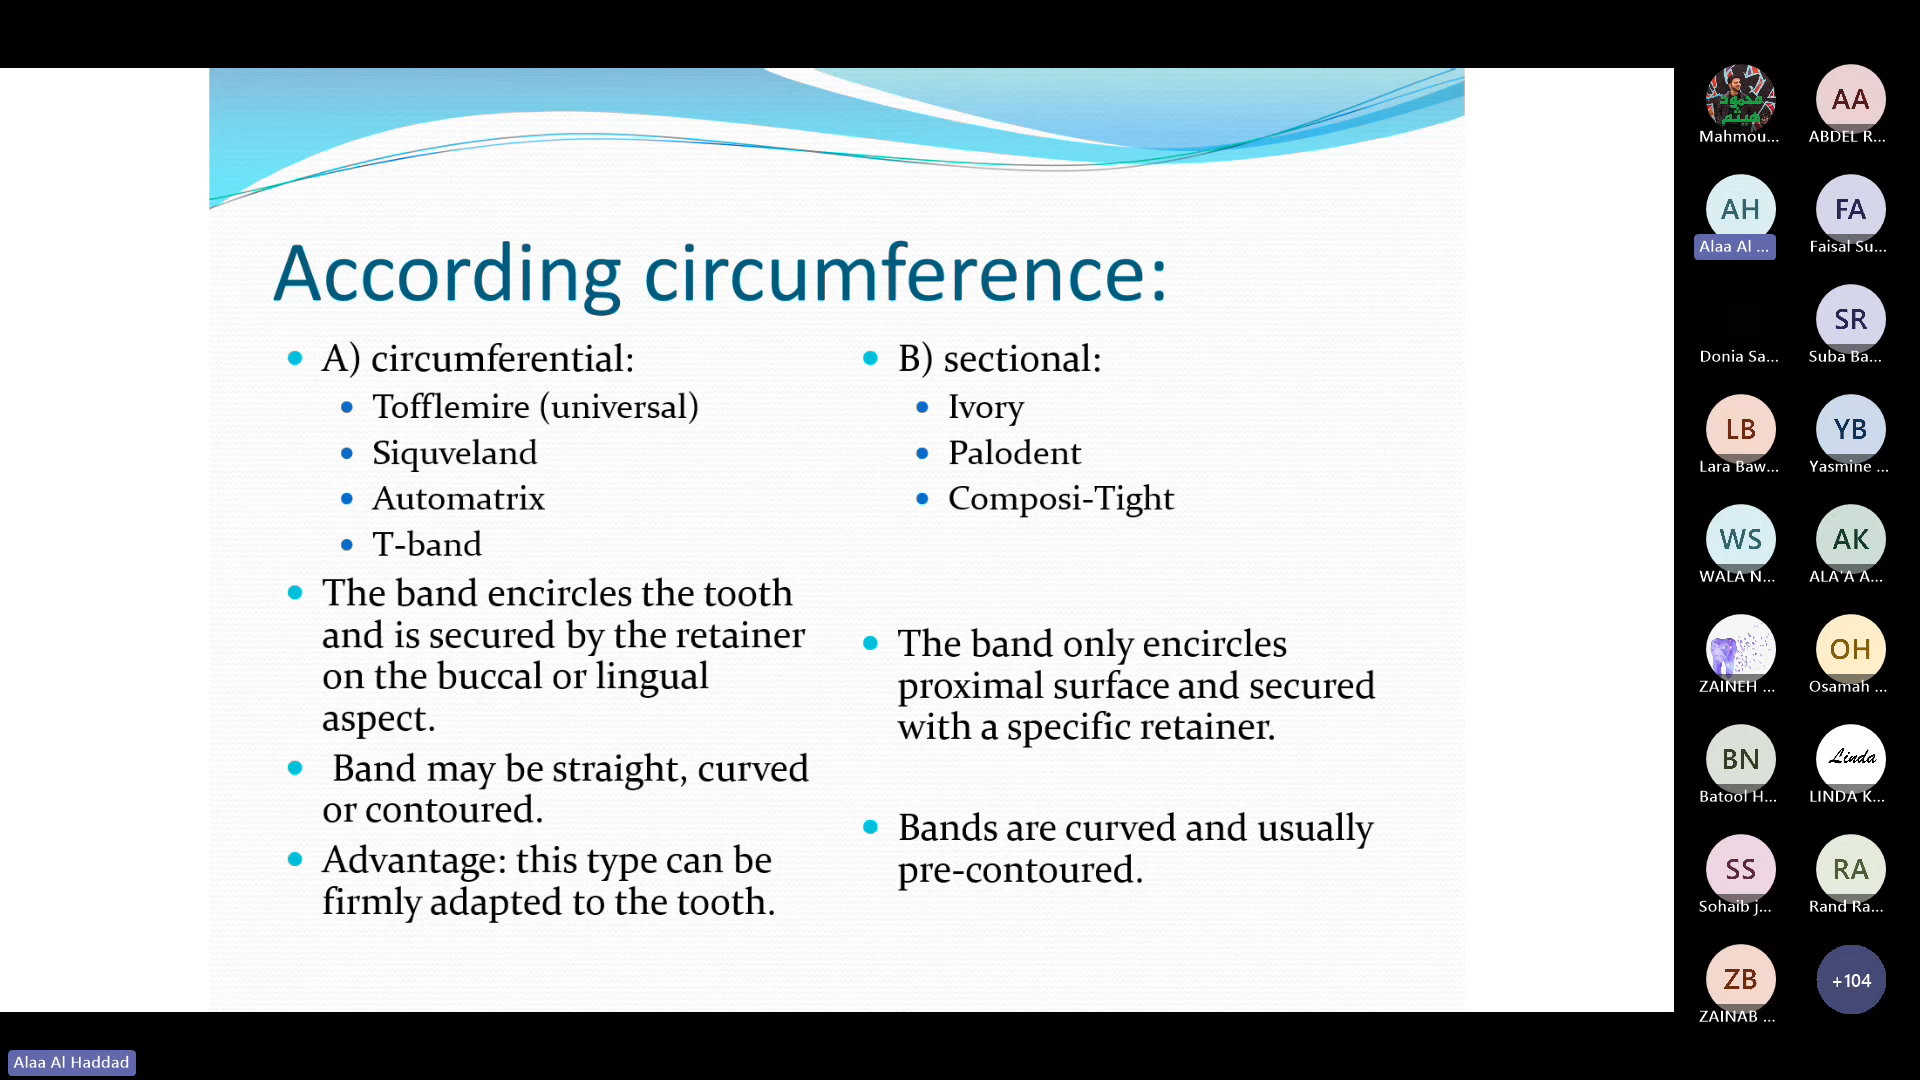 According circumference:
A) circumferential:
Tofflemire (universal)
Siquveland
Automatrix
T-band
The band encircles the tooth
and is secured by the retainer
on the buccal or lingual
aspect.
Band may be straight, curved
or contoured.
Advantage: this type can be
firmly adapted to the tooth.
B) sectional:
Ivory
Palodent
Composi-Tight
The band only encircles
proximal surface and secured
with a specific retainer.
Bands are curved and usually
pre-contoured.
محمود
هيثم
Mahmou...
AA
ABDEL R...
AH
Alaa Al ...
FA
Faisal Su...
Donia Sa...
SR
Suba Ba...
LB
Lara Baw...
YB
Yasmine ...
WS
WALA N...
AK
ALA'A A...
ZAINEH ...
OH
Osamah ...
BN
Batool H...
Linda
LINDA K...
SS
Sohaib j...
RA
Rand Ra...
ZB
ZAINAB ...
+104
Alaa Al Haddad